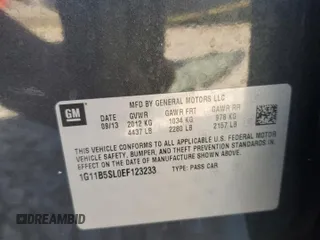 MFD BY GENERAL MOTORS LLC
GM
DATE GVWR GAWR FRT GAWR RR
09/13 2012 KG 1034 KG 978 KG
4437 LB 2280 LB 2157 LB
THIS VEHICLE CONFORMS TO ALL APPLICABLE U.S. FEDERAL
VEHICLE SAFETY, BUMPER, AND THEFT PREVENTION STANDARDS
IN EFFECT ON THE DATE OF MANUFACTURE SHOWN ABOVE.
1G11B5SL0EF123233 TYPE: PASS CAR
DREAMBID